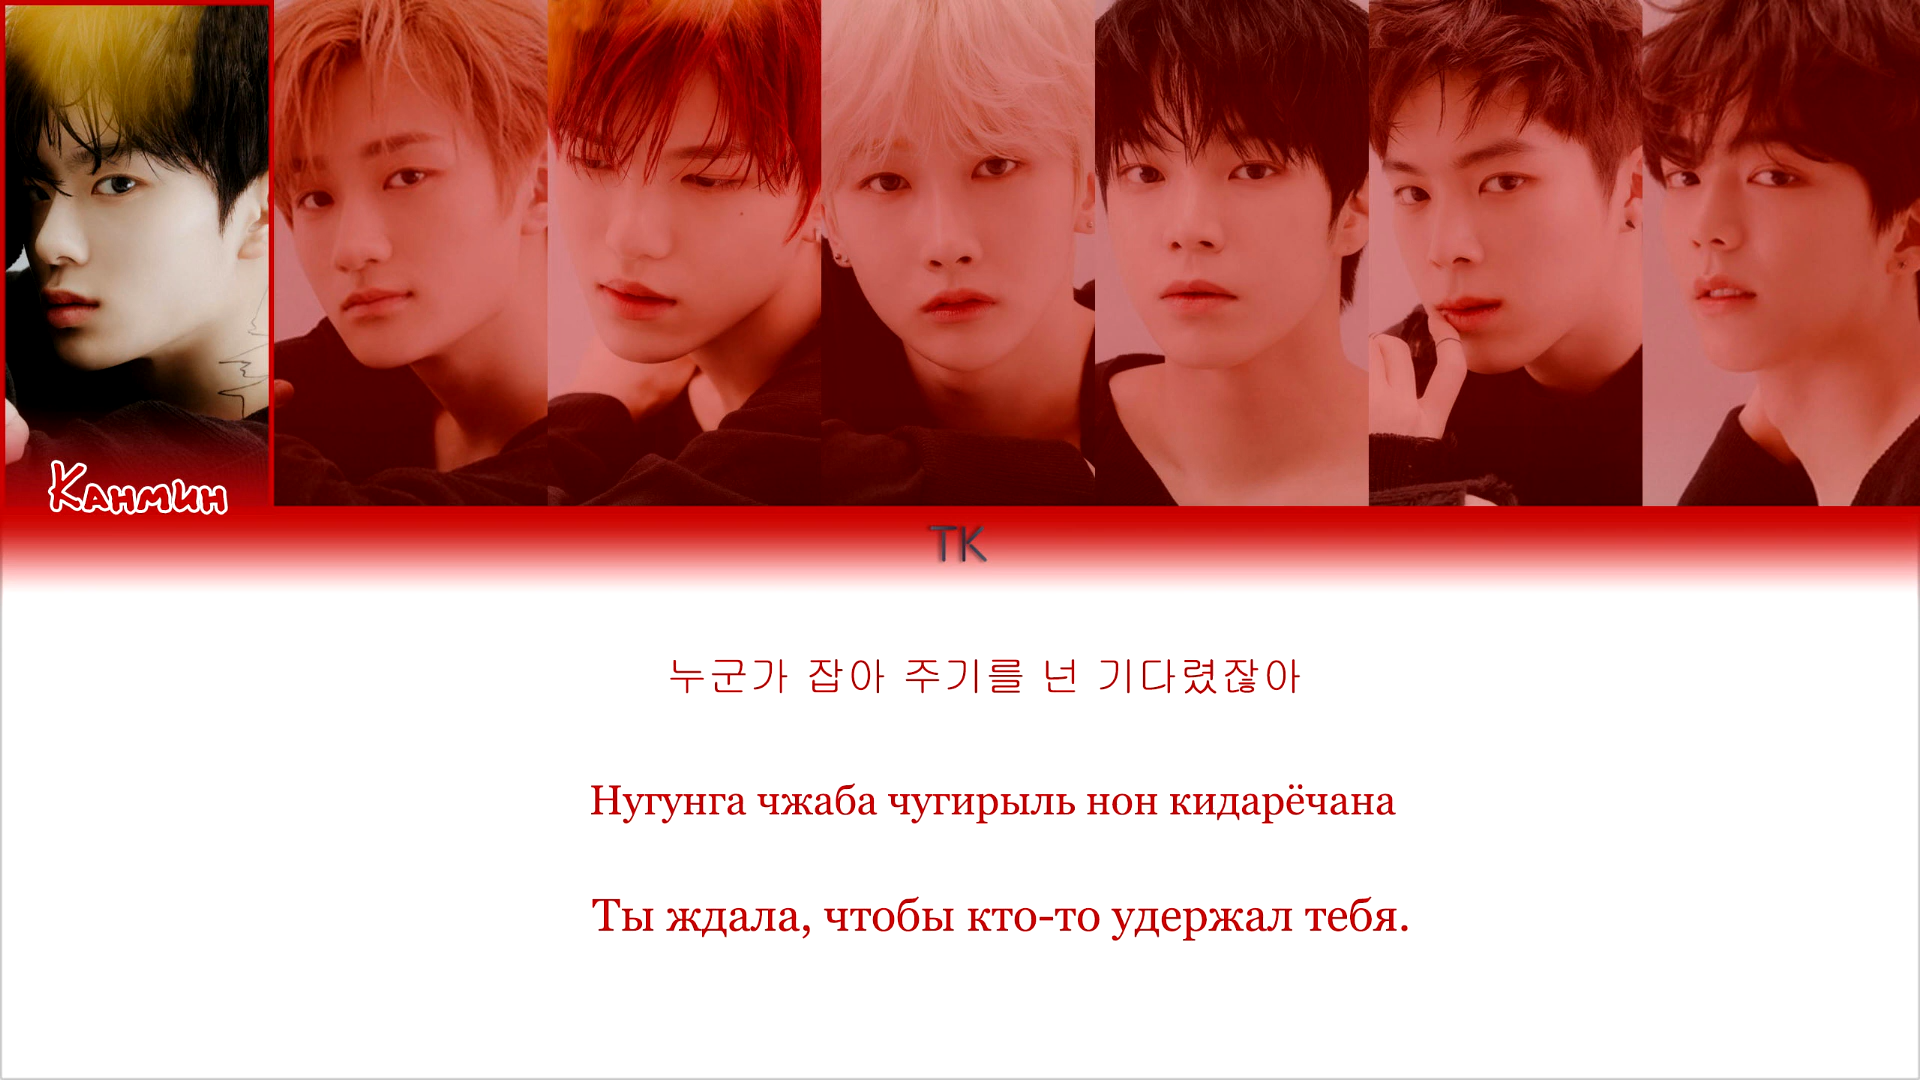 Канмин
TK
누군가 잡아 주기를 넌 기다렸잖아
Нугунга чжаба чугирыль нон кидарёчана
Ты ждала, чтобы кто-то удержал тебя.